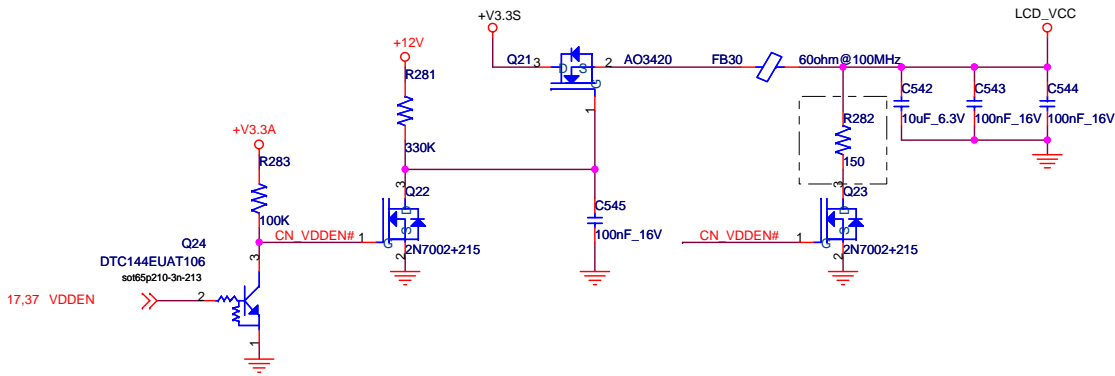 +V3.3S
LCD_VCC
+12V
Q21
3
D
S
G
2
AO3420
FB30
60ohm@100MHz
R281
1
C542
10uF_6.3V
C543
100nF_16V
C544
100nF_16V
R282
150
+V3.3A
R283
330K
3
Q22
3
Q23
100K
CN_VDDEN#
1
G
D
S
2N7002+215
2
C545
100nF_16V
CN_VDDEN#
1
G
D
S
2N7002+215
2
Q24
3
DTC144EUAT106
sot65p210-3n-213
17,37 VDDEN
2
1